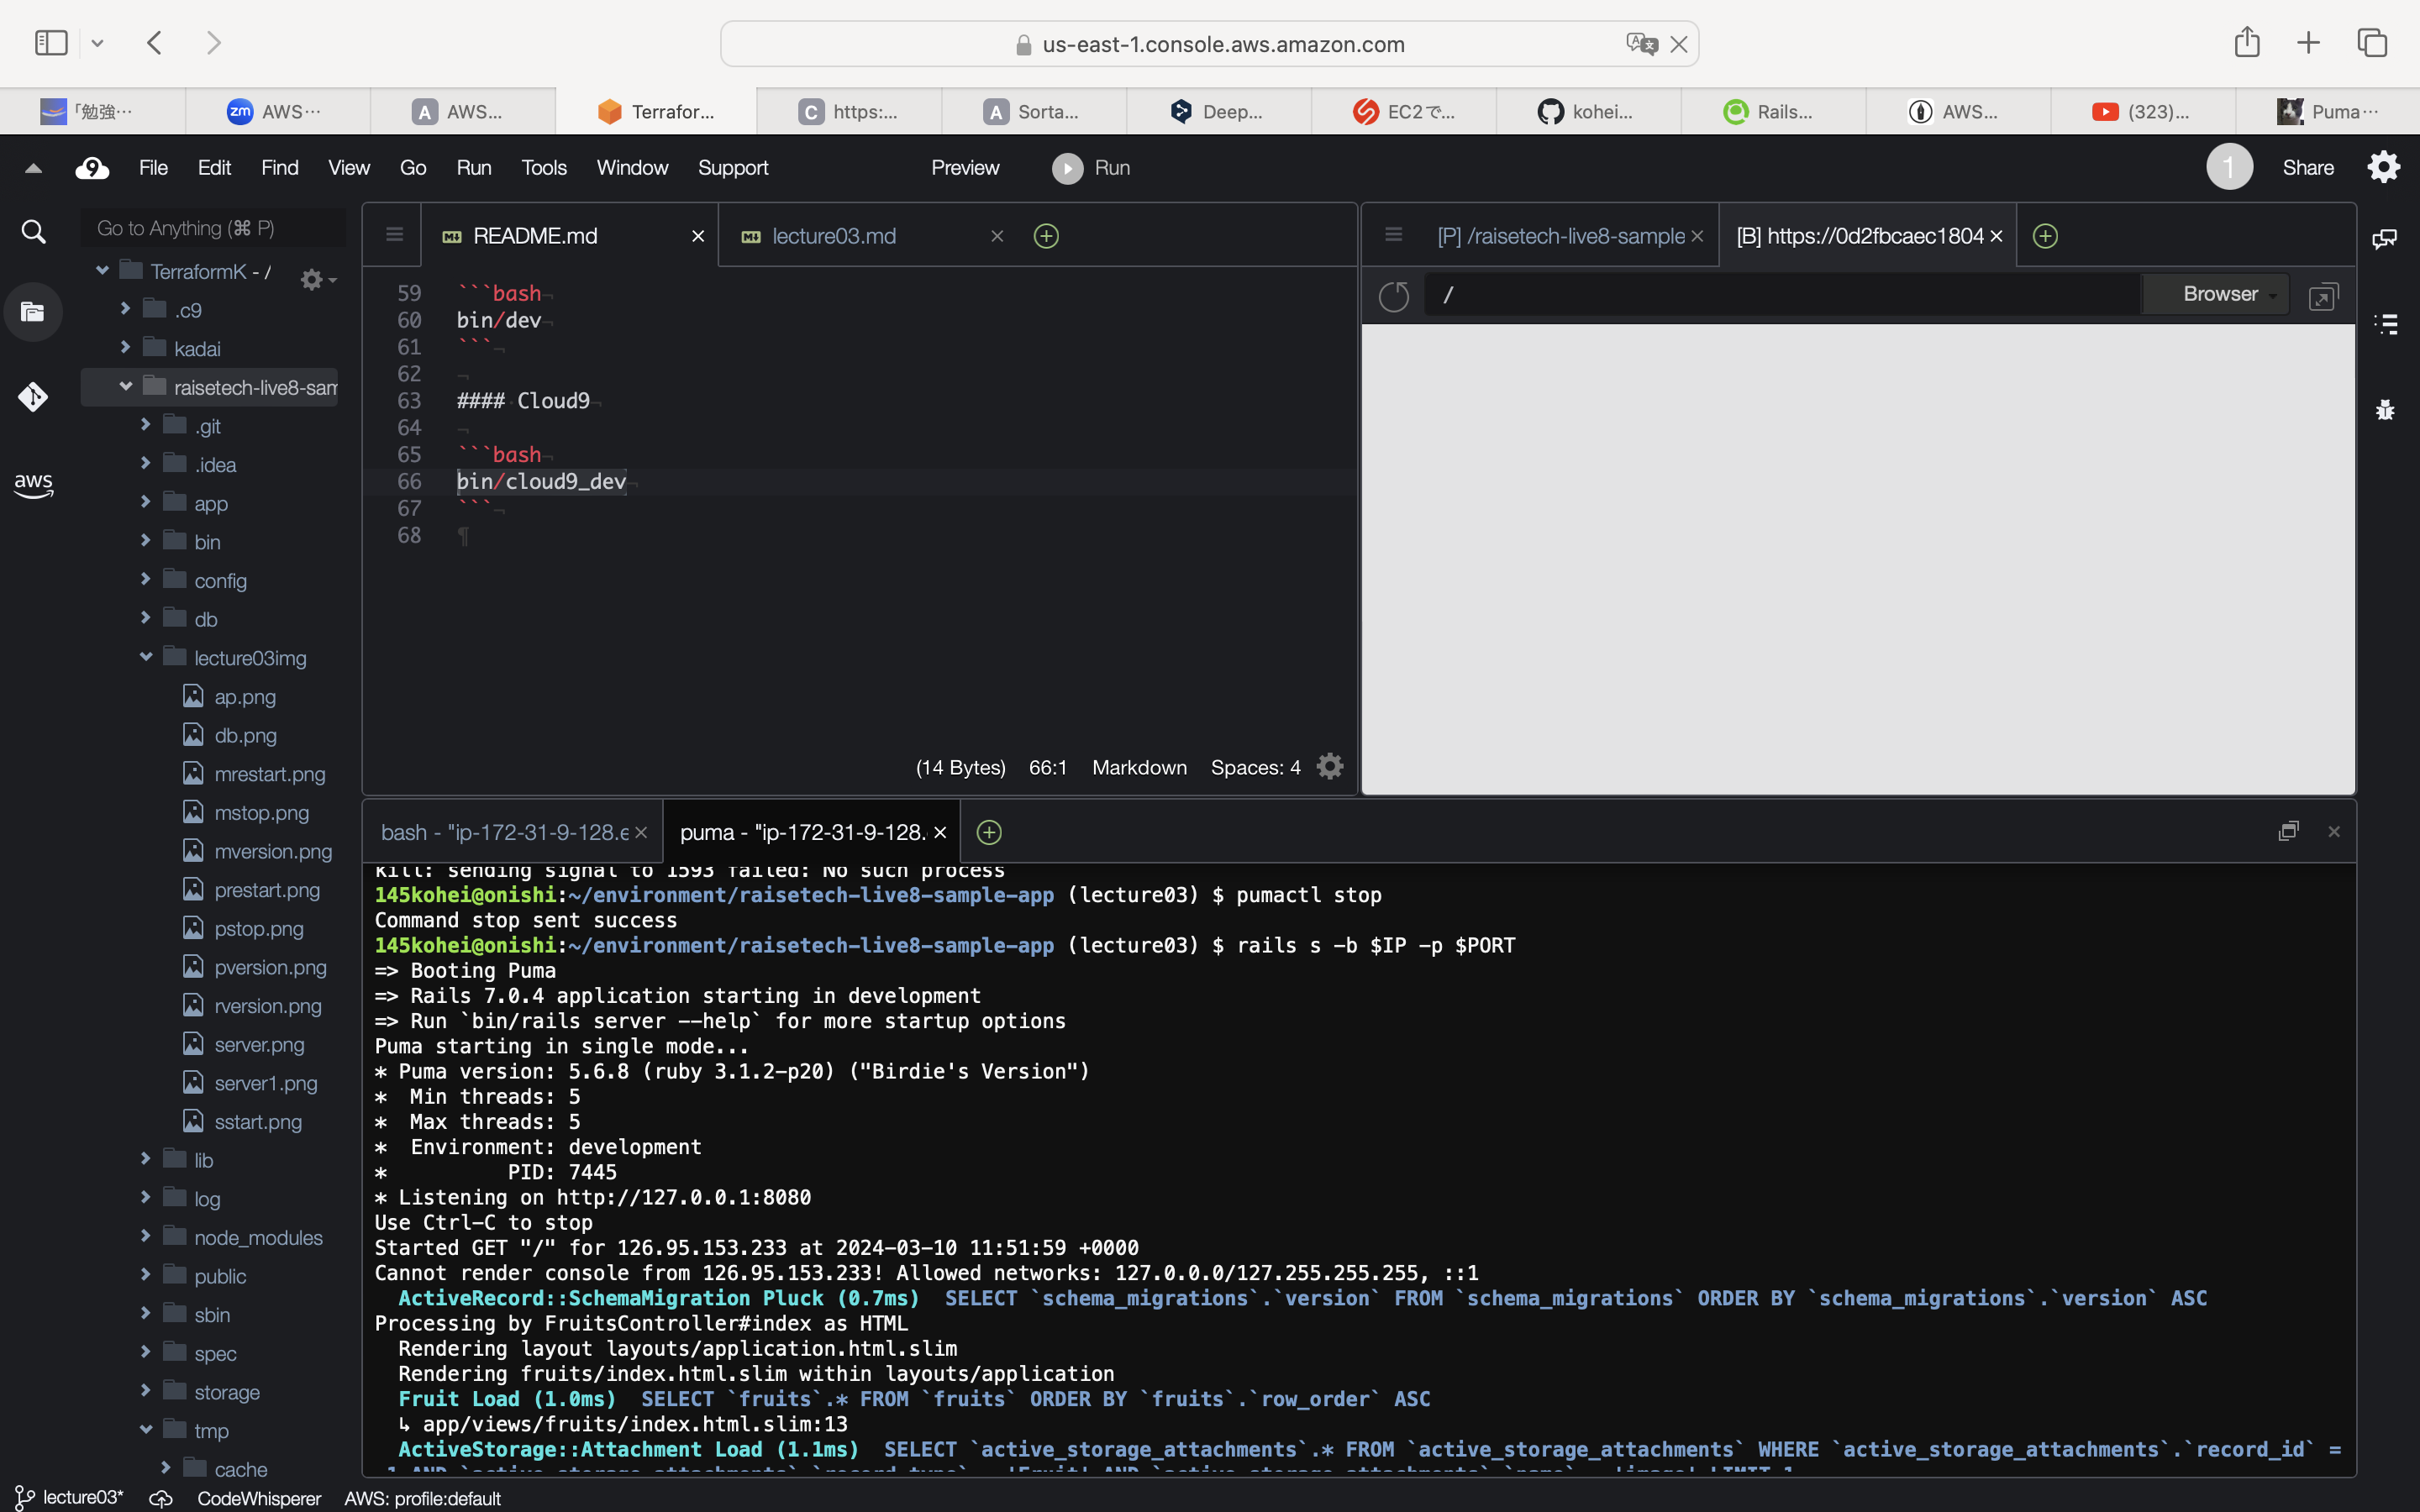 us-east-1.console.aws.amazon.com
「勉強…
zm AWS…
A AWS...
Terrafor...
C https:...
A Sorta...
Deep...
EC2で...
kohei...
Rails...
AWS...
(323)...
Puma…
9 File Edit Find View Go Run Tools Window Support Preview Run 1 Share
Go to Anything (⌘ P)
TerraformK - /
.c9
kadai
raisetech-live8-sam
.git
.idea
app
bin
config
db
lecture03img
ap.png
db.png
mrestart.png
mstop.png
mversion.png
prestart.png
pstop.png
pversion.png
rversion.png
server.png
server1.png
sstart.png
lib
log
node_modules
public
sbin
spec
storage
tmp
cache
aws
README.md
lecture03.md
59 ```bash¬
60 bin/dev¬
61 ```¬
62 ¬
63 #### Cloud9¬
64 ¬
65 ```bash¬
66 bin/cloud9_dev¬
67 ```¬
68 ¶
(14 Bytes) 66:1 Markdown Spaces: 4
[P] /raisetech-live8-sample
[B] https://0d2fbcaec1804
/ Browser
bash - "ip-172-31-9-128.e
puma - "ip-172-31-9-128.
kill: sending signal to 1593 failed: No such process
145kohei@onishi:~/environment/raisetech-live8-sample-app (lecture03) $ pumactl stop
Command stop sent success
145kohei@onishi:~/environment/raisetech-live8-sample-app (lecture03) $ rails s -b $IP -p $PORT
=> Booting Puma
=> Rails 7.0.4 application starting in development
=> Run `bin/rails server --help` for more startup options
Puma starting in single mode...
* Puma version: 5.6.8 (ruby 3.1.2-p20) ("Birdie's Version")
*  Min threads: 5
*  Max threads: 5
*  Environment: development
*          PID: 7445
* Listening on http://127.0.0.1:8080
Use Ctrl-C to stop
Started GET "/" for 126.95.153.233 at 2024-03-10 11:51:59 +0000
Cannot render console from 126.95.153.233! Allowed networks: 127.0.0.0/127.255.255.255, ::1
  ActiveRecord::SchemaMigration Pluck (0.7ms)  SELECT `schema_migrations`.`version` FROM `schema_migrations` ORDER BY `schema_migrations`.`version` ASC
Processing by FruitsController#index as HTML
  Rendering layout layouts/application.html.slim
  Rendering fruits/index.html.slim within layouts/application
  Fruit Load (1.0ms)  SELECT `fruits`.* FROM `fruits` ORDER BY `fruits`.`row_order` ASC
  ↳ app/views/fruits/index.html.slim:13
  ActiveStorage::Attachment Load (1.1ms)  SELECT `active_storage_attachments`.* FROM `active_storage_attachments` WHERE `active_storage_attachments`.`record_id` =
lecture03* CodeWhisperer AWS: profile:default